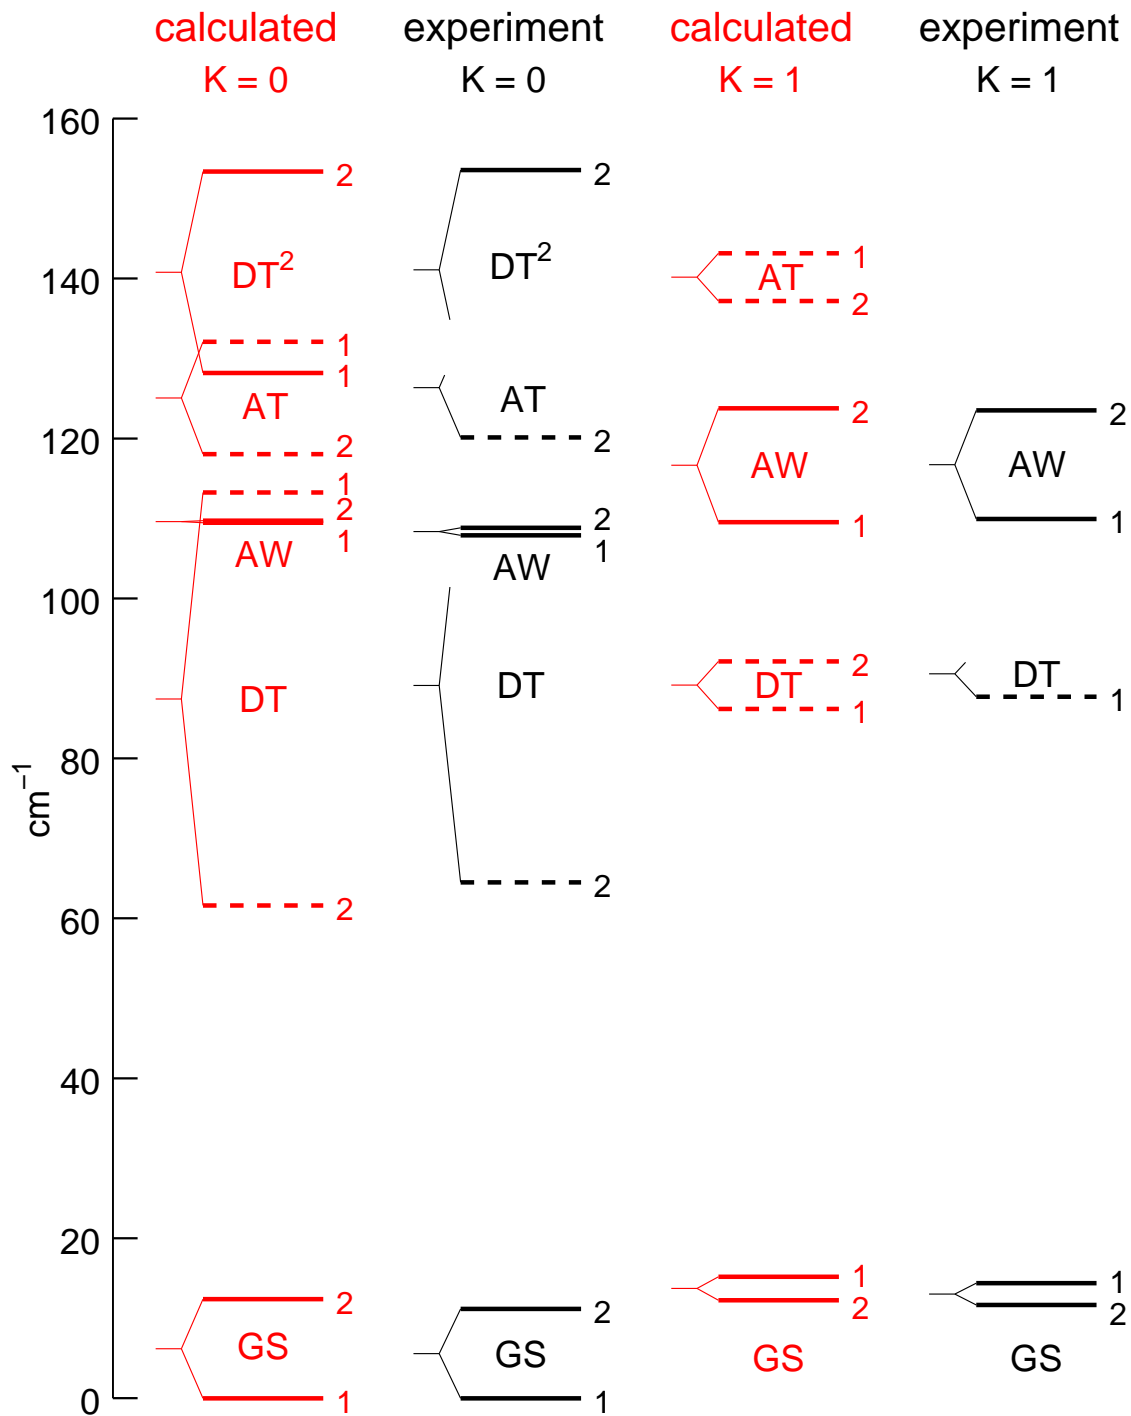 calculated experiment calculated experiment
K = 0 K = 0 K = 1 K = 1
160
2 2
DT² DT² 1
140 AT
2
1
1
AT AT 2 2
120 2 2
AW AW
1
2 2
1 1 1
AW AW
100
2
DT DT DT DT
1 1
80
cm⁻¹
2
2
60
40
20
1 1
2 2 2 2
GS GS GS GS
0 1 1